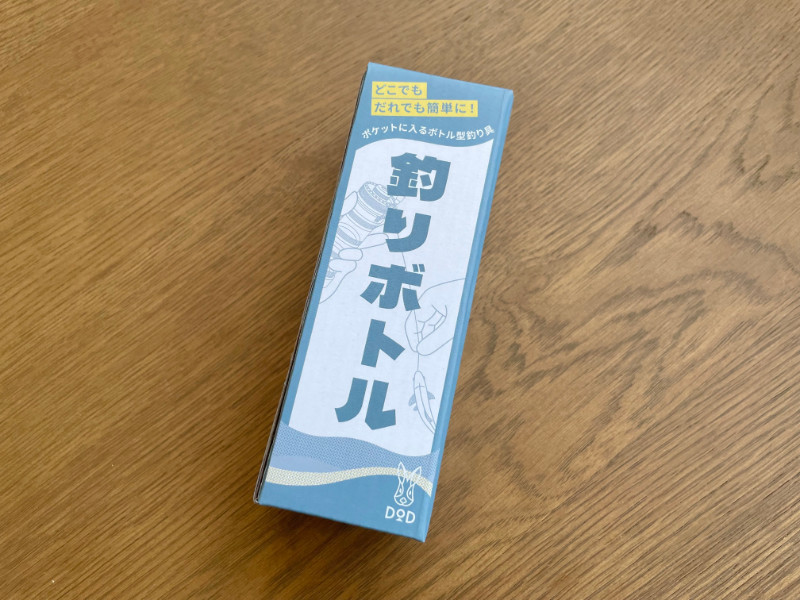 どこでも
だれでも簡単に!
ポケットに入るボトル型釣り具
釣りボトル
DOD